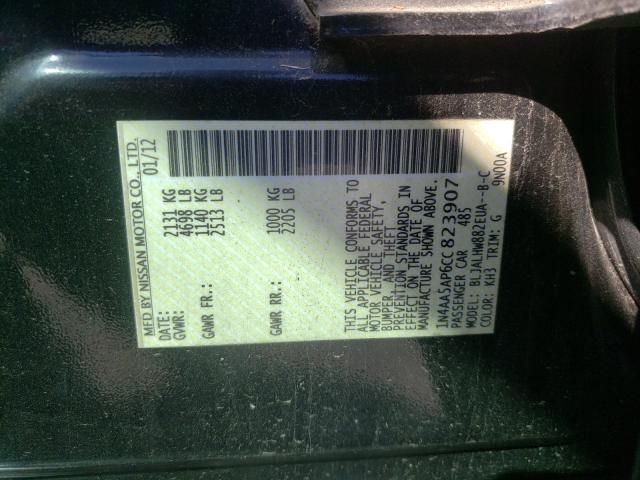 MFD BY NISSAN MOTOR CO., LTD.
DATE: 01/12
GVWR: 2131 KG
4698 LB
GAWR FR: 1140 KG
2513 LB
GAWR RR: 1000 KG
2205 LB
THIS VEHICLE CONFORMS TO
ALL APPLICABLE FEDERAL
MOTOR VEHICLE SAFETY,
BUMPER, AND THEFT
PREVENTION STANDARDS IN
EFFECT ON THE DATE OF
MANUFACTURE SHOWN ABOVE.
1N4AA5AP6CC823907
PASSENGER CAR 485
MODEL: BL3ALHW882EUA--B-C
COLOR: KH3 TRIM: G 9N00A